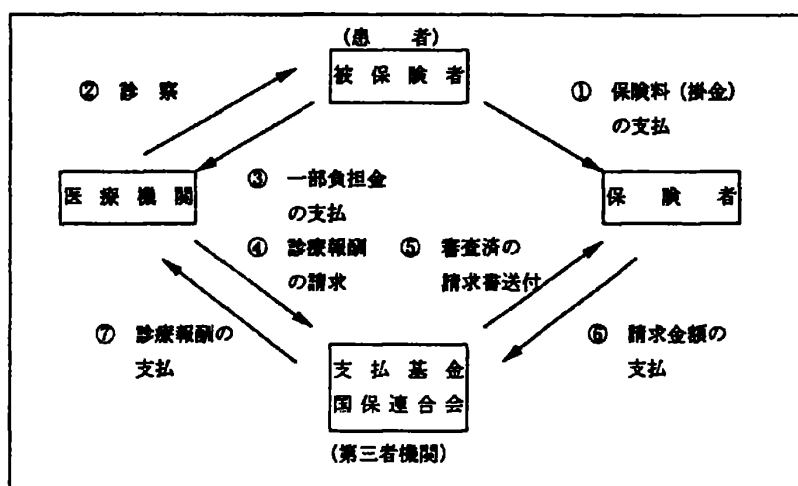 (患者)
被保険者
② 診察
① 保険料(掛金)
の支払
医療機関
③ 一部負担金
の支払
保険者
④ 診療報酬
の請求
⑤ 審査済の
請求書送付
⑦ 診療報酬の
支払
⑥ 請求金額の
支払
支払基金
国保連合会
(第三者機関)